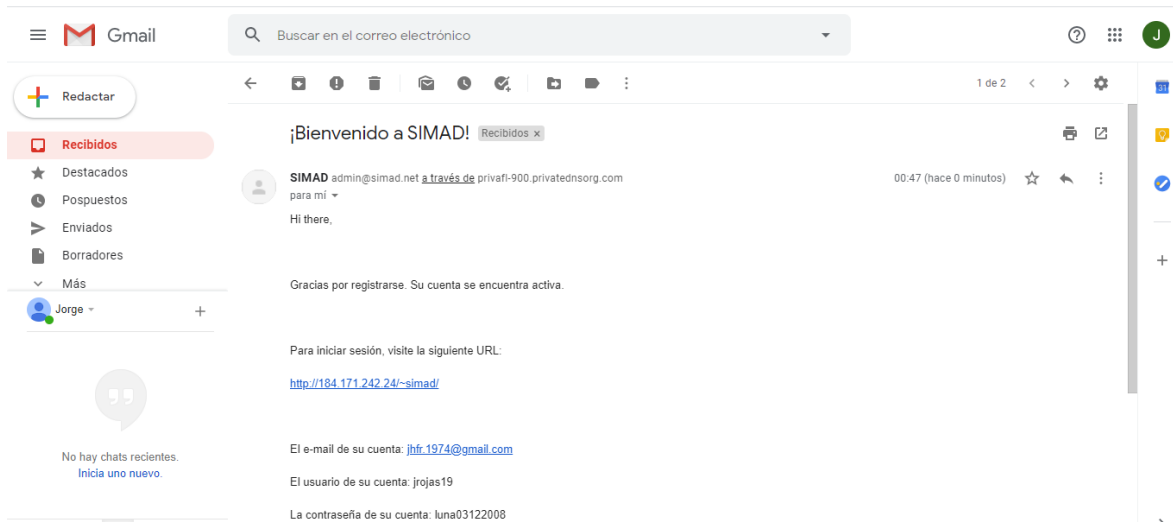 Gmail
Buscar en el correo electrónico
J
Redactar
1 de 2
31
Recibidos
Destacados
Pospuestos
Enviados
Borradores
Más
Jorge
No hay chats recientes.
Inicia uno nuevo.
¡Bienvenido a SIMAD! Recibidos x
SIMAD admin@simad.net a través de privafl-900.privatednsorg.com
00:47 (hace 0 minutos)
para mí
Hi there,
Gracias por registrarse. Su cuenta se encuentra activa.
Para iniciar sesión, visite la siguiente URL:
http://184.171.242.24/~simad/
El e-mail de su cuenta: jhfr.1974@gmail.com
El usuario de su cuenta: jrojas19
La contraseña de su cuenta: luna03122008